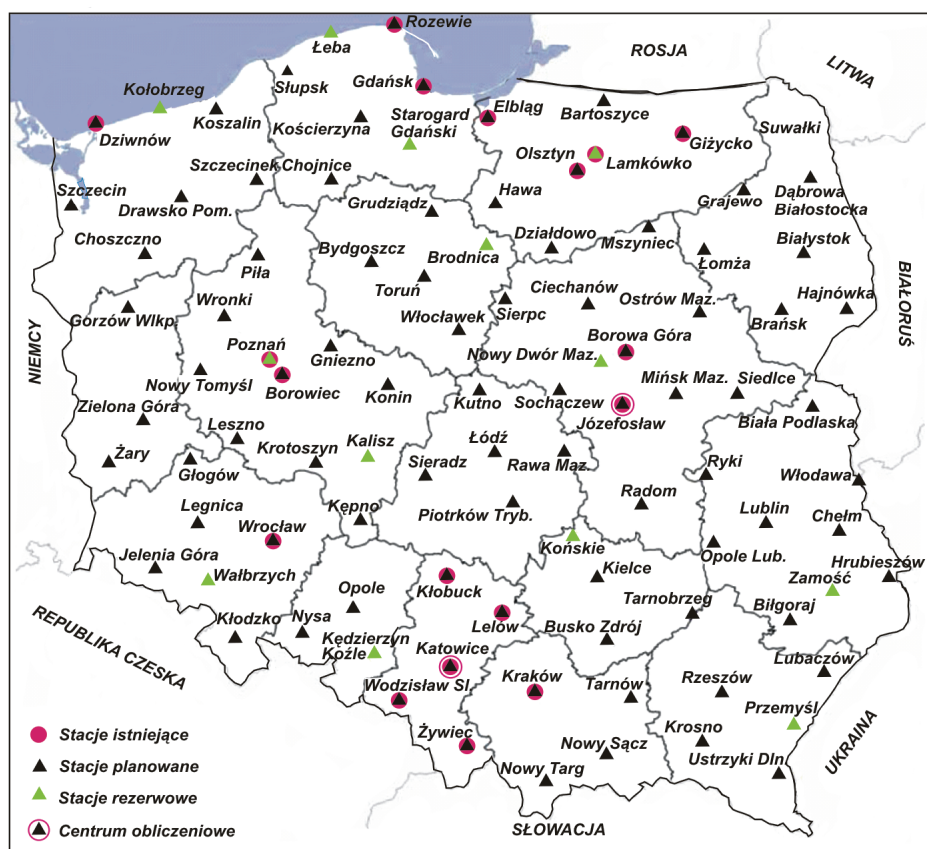 Rozewie
Łeba
ROSJA
LITWA
Słupsk
Gdańsk
Kołobrzeg
Koszalin
Starogard
Gdański
Elbląg
Bartoszyce
Dziwnów
Kościerzyna
Giżycko
Suwałki
Olsztyn
Lamkówko
Szczecinek
Chojnice
Szczecin
Drawsko Pom.
Grudziądz
Hawa
Grajewo
Dąbrowa
Białostocka
Choszczno
Piła
Bydgoszcz
Brodnica
Działdowo
Mszyniec
Łomża
Białystok
Toruń
BIAŁORUŚ
Gorzów Wlkp.
Wronki
Włocławek
Sierpc
Ciechanów
Ostrów Maz.
Brańsk
Hajnówka
NIEMCY
Poznań
Gniezno
Borowa Góra
Nowy Dwór Maz.
Nowy Tomyśl
Borowiec
Konin
Kutno
Sochaczew
Mińsk Maz.
Siedlce
Zielona Góra
Józefosław
Biała Podlaska
Leszno
Krotoszyn
Kalisz
Łódź
Żary
Głogów
Sieradz
Rawa Maz.
Ryki
Włodawa
Legnica
Kępno
Piotrków Tryb.
Radom
Lublin
Chełm
Wrocław
Końskie
Opole Lub.
Jelenia Góra
Wałbrzych
Opole
Kłobuck
Kielce
Zamość
Hrubieszów
REPUBLIKA CZESKA
Kłodzko
Nysa
Lelów
Busko Zdrój
Tarnobrzeg
Biłgoraj
Kędzierzyn
Koźle
Katowice
Wodzisław Sl
Kraków
Tarnów
Rzeszów
Lubaczów
Przemyśl
Żywiec
Nowy Sącz
Krosno
Nowy Targ
Ustrzyki Dln
UKRAINA
SŁOWACJA
Stacje istniejące
Stacje planowane
Stacje rezerwowe
Centrum obliczeniowe